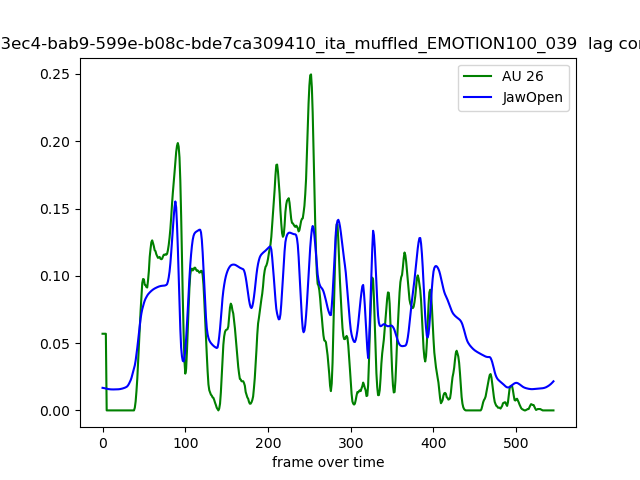 3ec4-bab9-599e-b08c-bde7ca309410_ita_muffled_EMOTION100_039 lag
AU 26
JawOpen
0.25
0.20
0.15
0.10
0.05
0.00
0 100 200 300 400 500
frame over time